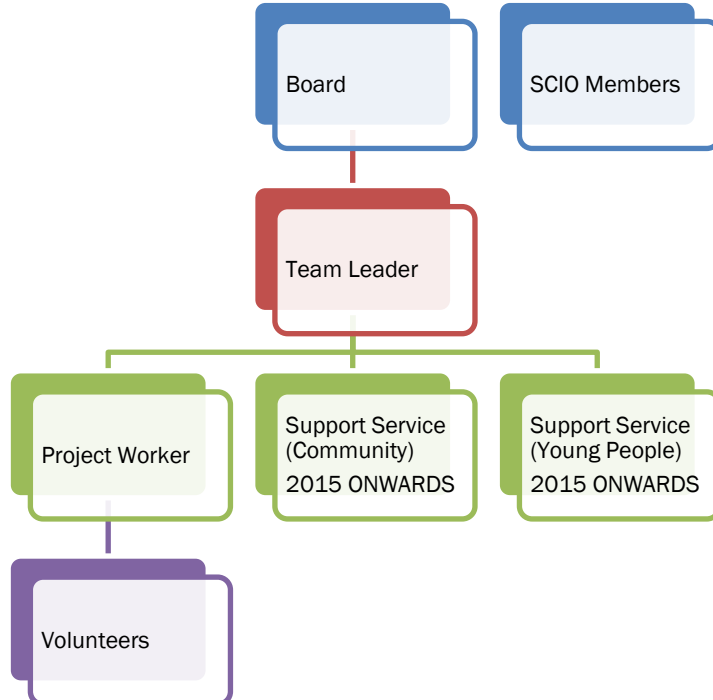 Board
SCIO Members
Team Leader
Project Worker
Support Service
(Community)
2015 ONWARDS
Support Service
(Young People)
2015 ONWARDS
Volunteers